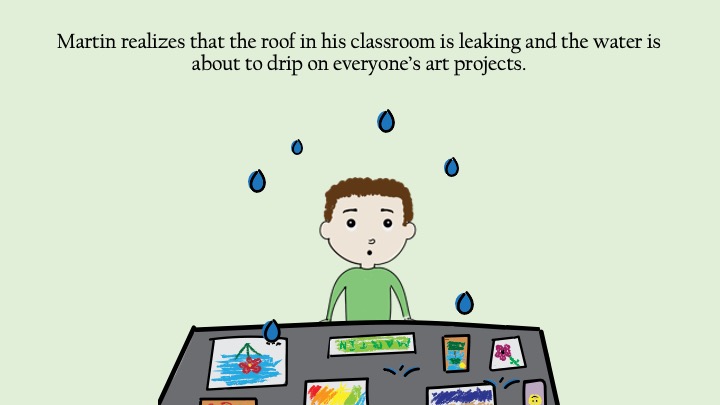 Martin realizes that the roof in his classroom is leaking and the water is
about to drip on everyone's art projects.
MARTIN